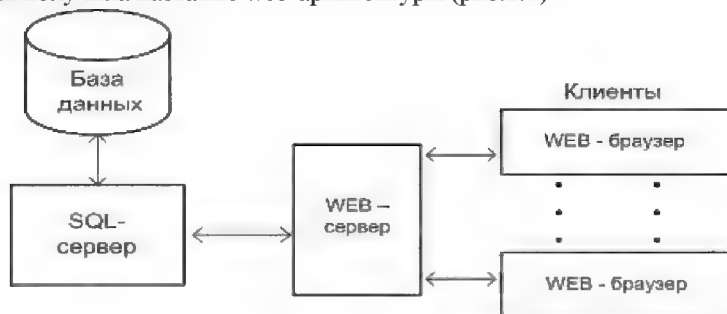 База
данных
Клиенты
WEB - браузер
SQL-
сервер
WEB –
сервер
WEB - браузер